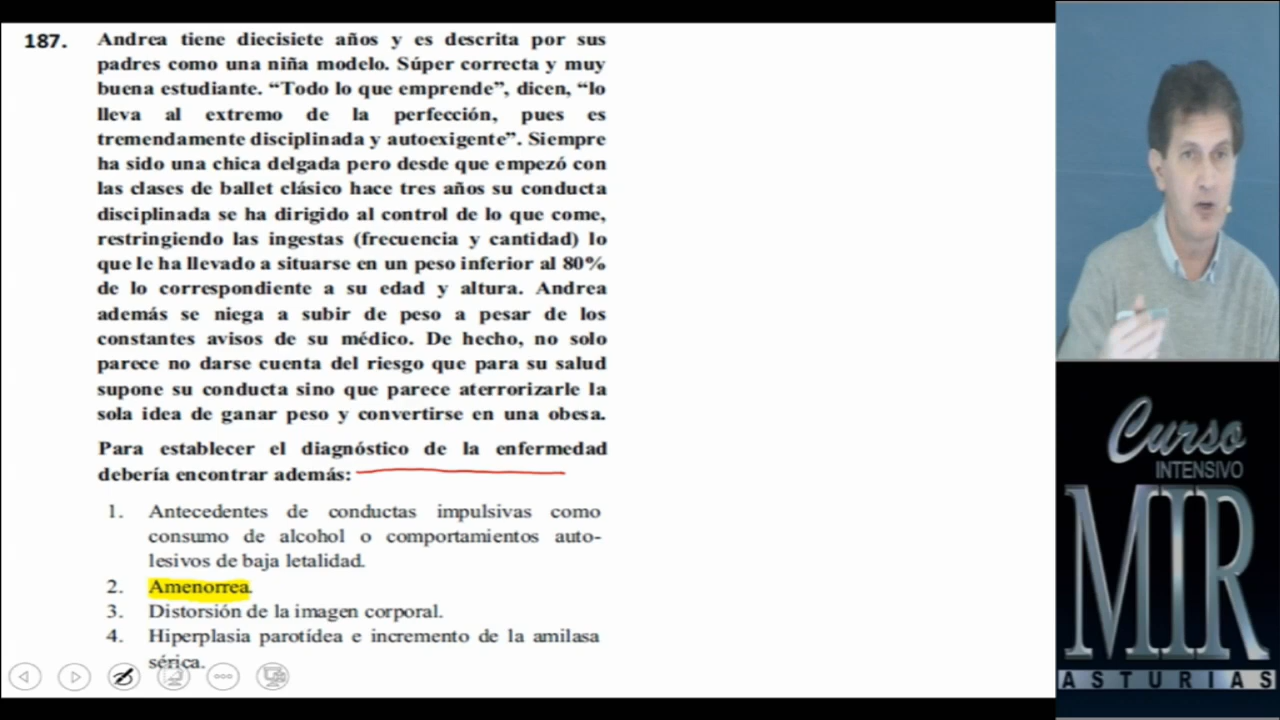 187. Andrea tiene diecisiete años y es descrita por sus
padres como una niña modelo. Súper correcta y muy
buena estudiante. “Todo lo que emprende”, dicen, “lo
lleva al extremo de la perfección, pues es
tremendamente disciplinada y autoexigente”. Siempre
ha sido una chica delgada pero desde que empezó con
las clases de ballet clásico hace tres años su conducta
disciplinada se ha dirigido al control de lo que come,
restringiendo las ingestas (frecuencia y cantidad) lo
que le ha llevado a situarse en un peso inferior al 80%
de lo correspondiente a su edad y altura. Andrea
además se niega a subir de peso a pesar de los
constantes avisos de su médico. De hecho, no solo
parece no darse cuenta del riesgo que para su salud
supone su conducta sino que parece aterrorizarle la
sola idea de ganar peso y convertirse en una obesa.
Para establecer el diagnóstico de la enfermedad
debería encontrar además:
1. Antecedentes de conductas impulsivas como
consumo de alcohol o comportamientos auto-
lesivos de baja letalidad.
2. Amenorrea.
3. Distorsión de la imagen corporal.
4. Hiperplasia parotídea e incremento de la amilasa
sérica.
Curso
INTENSIVO
MIR
ASTURIAS